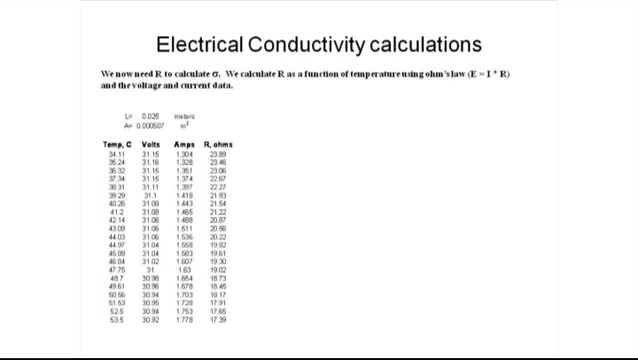 Electrical Conductivity calculations
We now need R to calculate σ. We calculate R as a function of temperature using ohm's law (E = I * R)
and the voltage and current data.
L= 0.025 meters
A= 0.000507 m²
Temp, C Volts Amps R, ohms
34.11 31.15 1.304 23.89
35.24 31.16 1.328 23.46
36.32 31.15 1.351 23.06
37.34 31.15 1.374 22.67
38.31 31.11 1.397 22.27
39.29 31.1 1.418 21.93
40.26 31.08 1.443 21.54
41.2 31.08 1.465 21.22
42.14 31.06 1.488 20.87
43.09 31.06 1.511 20.56
44.03 31.06 1.536 20.22
44.97 31.04 1.558 19.92
45.89 31.04 1.583 19.61
46.84 31.02 1.607 19.30
47.75 31 1.63 19.02
48.7 30.98 1.654 18.73
49.61 30.96 1.678 18.45
50.56 30.94 1.703 18.17
51.53 30.95 1.728 17.91
52.5 30.94 1.753 17.65
53.5 30.92 1.778 17.39